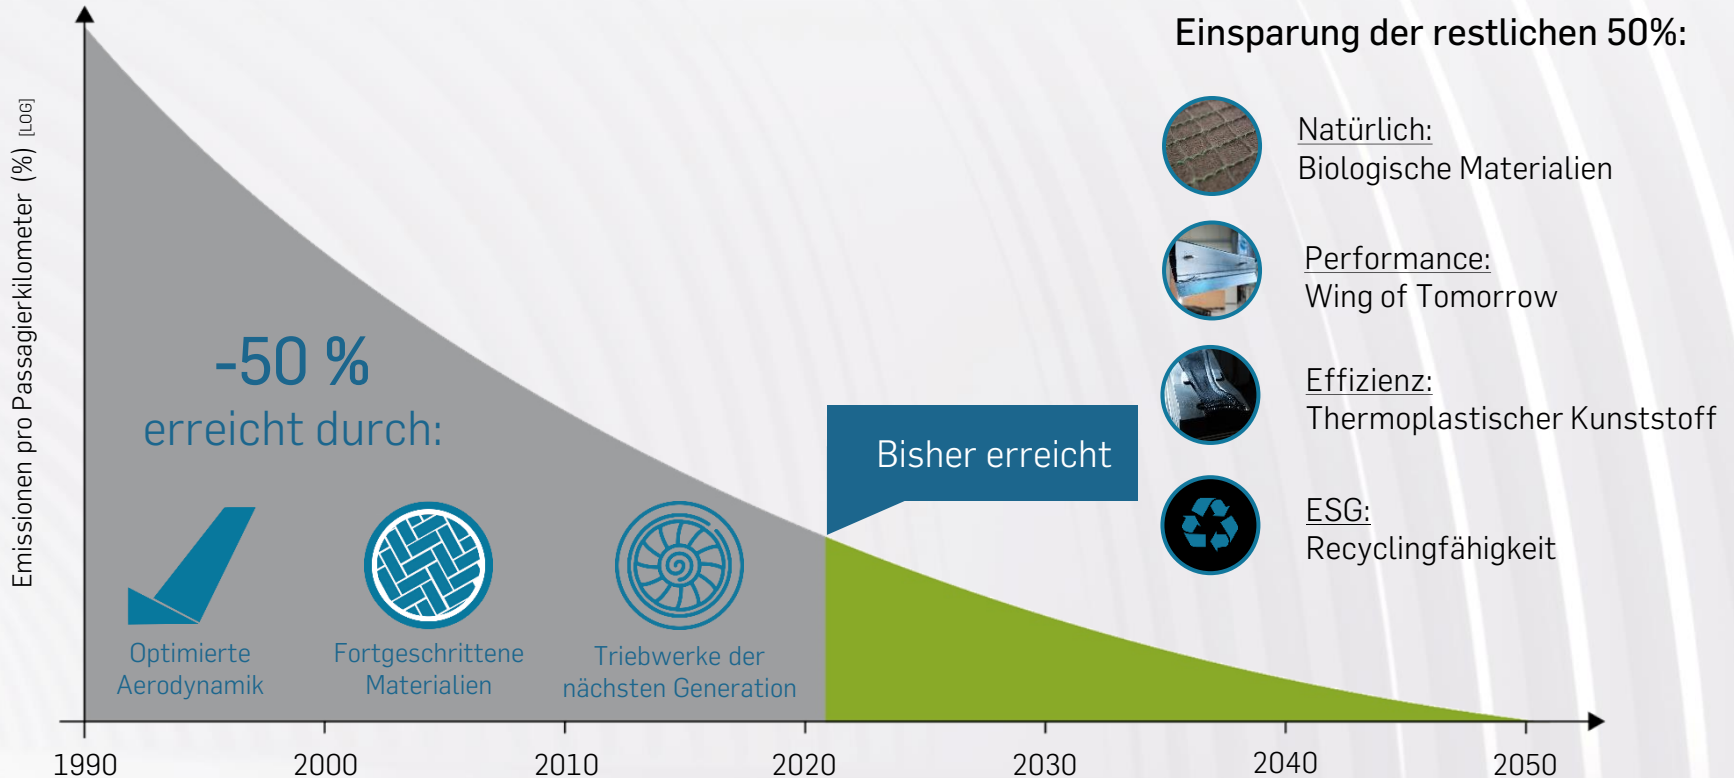 Einsparung der restlichen 50%:
Emissionen pro Passagierkilometer (%) [LOG]
Natürlich:
Biologische Materialien
Performance:
Wing of Tomorrow
Effizienz:
Thermoplastischer Kunststoff
ESG:
Recyclingfähigkeit
-50 %
erreicht durch:
Bisher erreicht
Optimierte
Aerodynamik
Fortgeschrittene
Materialien
Triebwerke der
nächsten Generation
1990
2000
2010
2020
2030
2040
2050